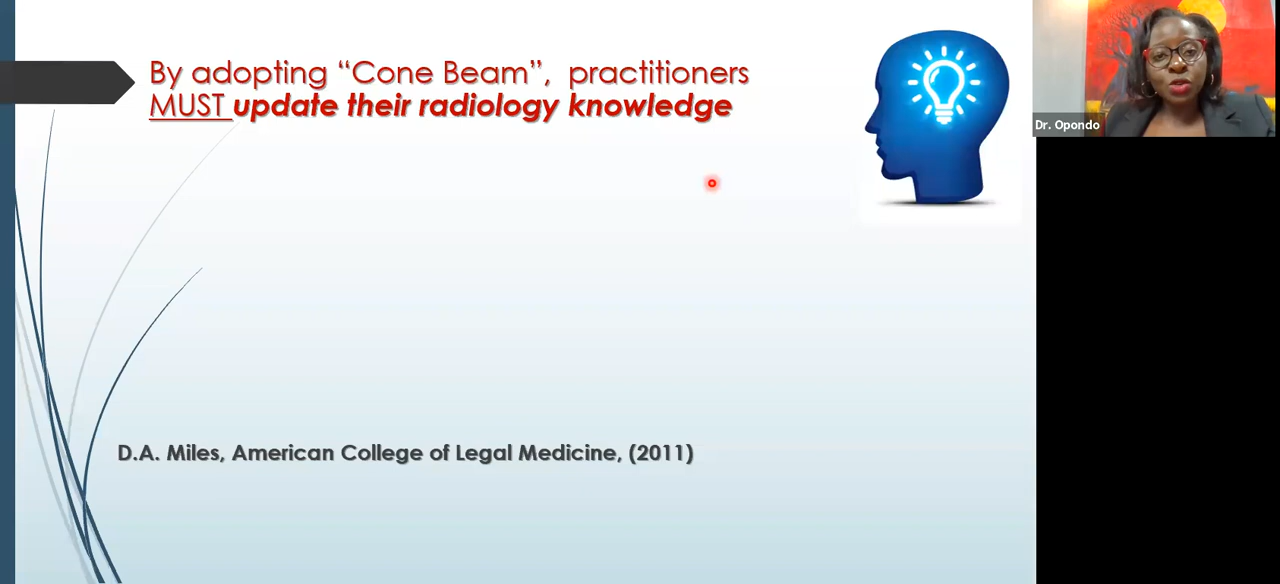 By adopting “Cone Beam”, practitioners
MUST update their radiology knowledge
Dr. Opondo
D.A. Miles, American College of Legal Medicine, (2011)